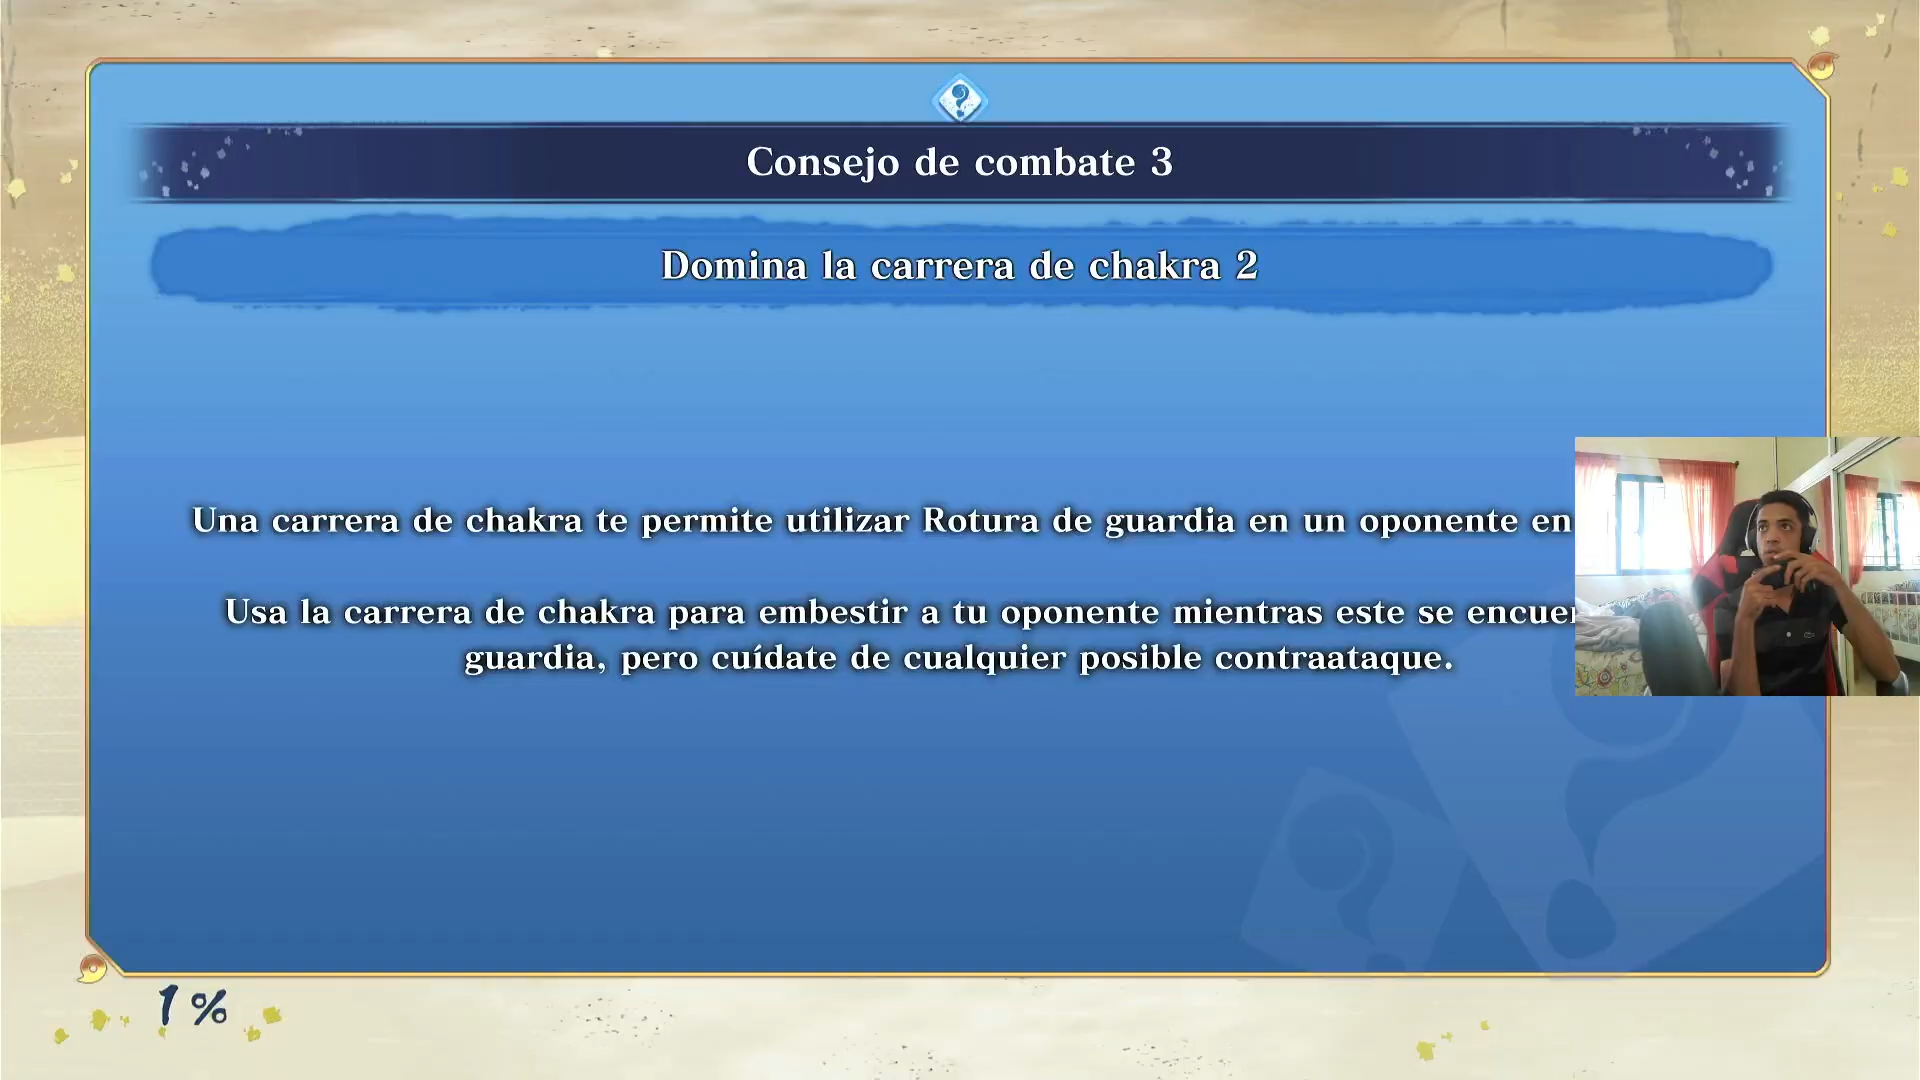 Consejo de combate 3
Domina la carrera de chakra 2
Una carrera de chakra te permite utilizar Rotura de guardia en un oponente en
Usa la carrera de chakra para embestir a tu oponente mientras este se
guardia, pero cuídate de cualquier posible contraataque.
1 %